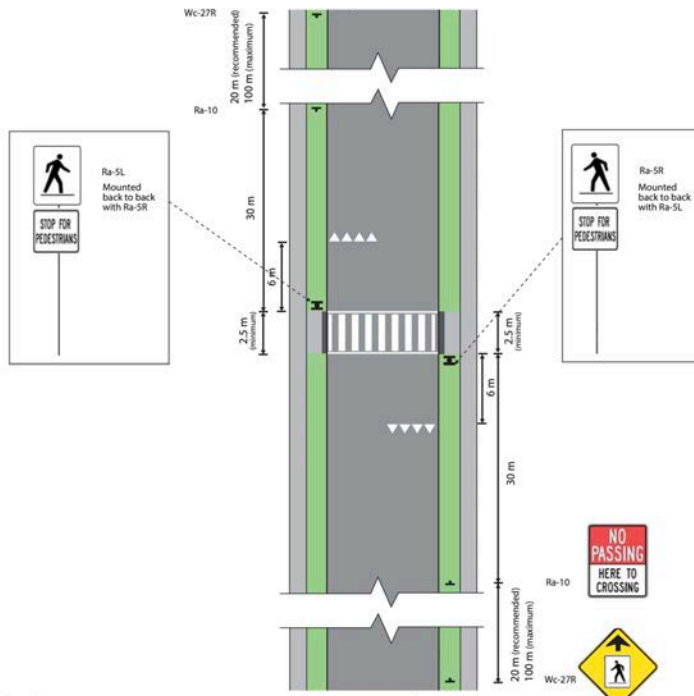 Wc-27R
20 m (recommended)
100 m (maximum)
Ra-10
30 m
6 m
2.5 m
(minimum)
Ra-5L
Mounted
back to back
with Ra-5R
STOP FOR
PEDESTRIANS
Ra-5R
Mounted
back to back
with Ra-5L
STOP FOR
PEDESTRIANS
2.5 m
(minimum)
6 m
30 m
Ra-10
20 m (recommended)
100 m (maximum)
Wc-27R
NO
PASSING
HERE TO
CROSSING